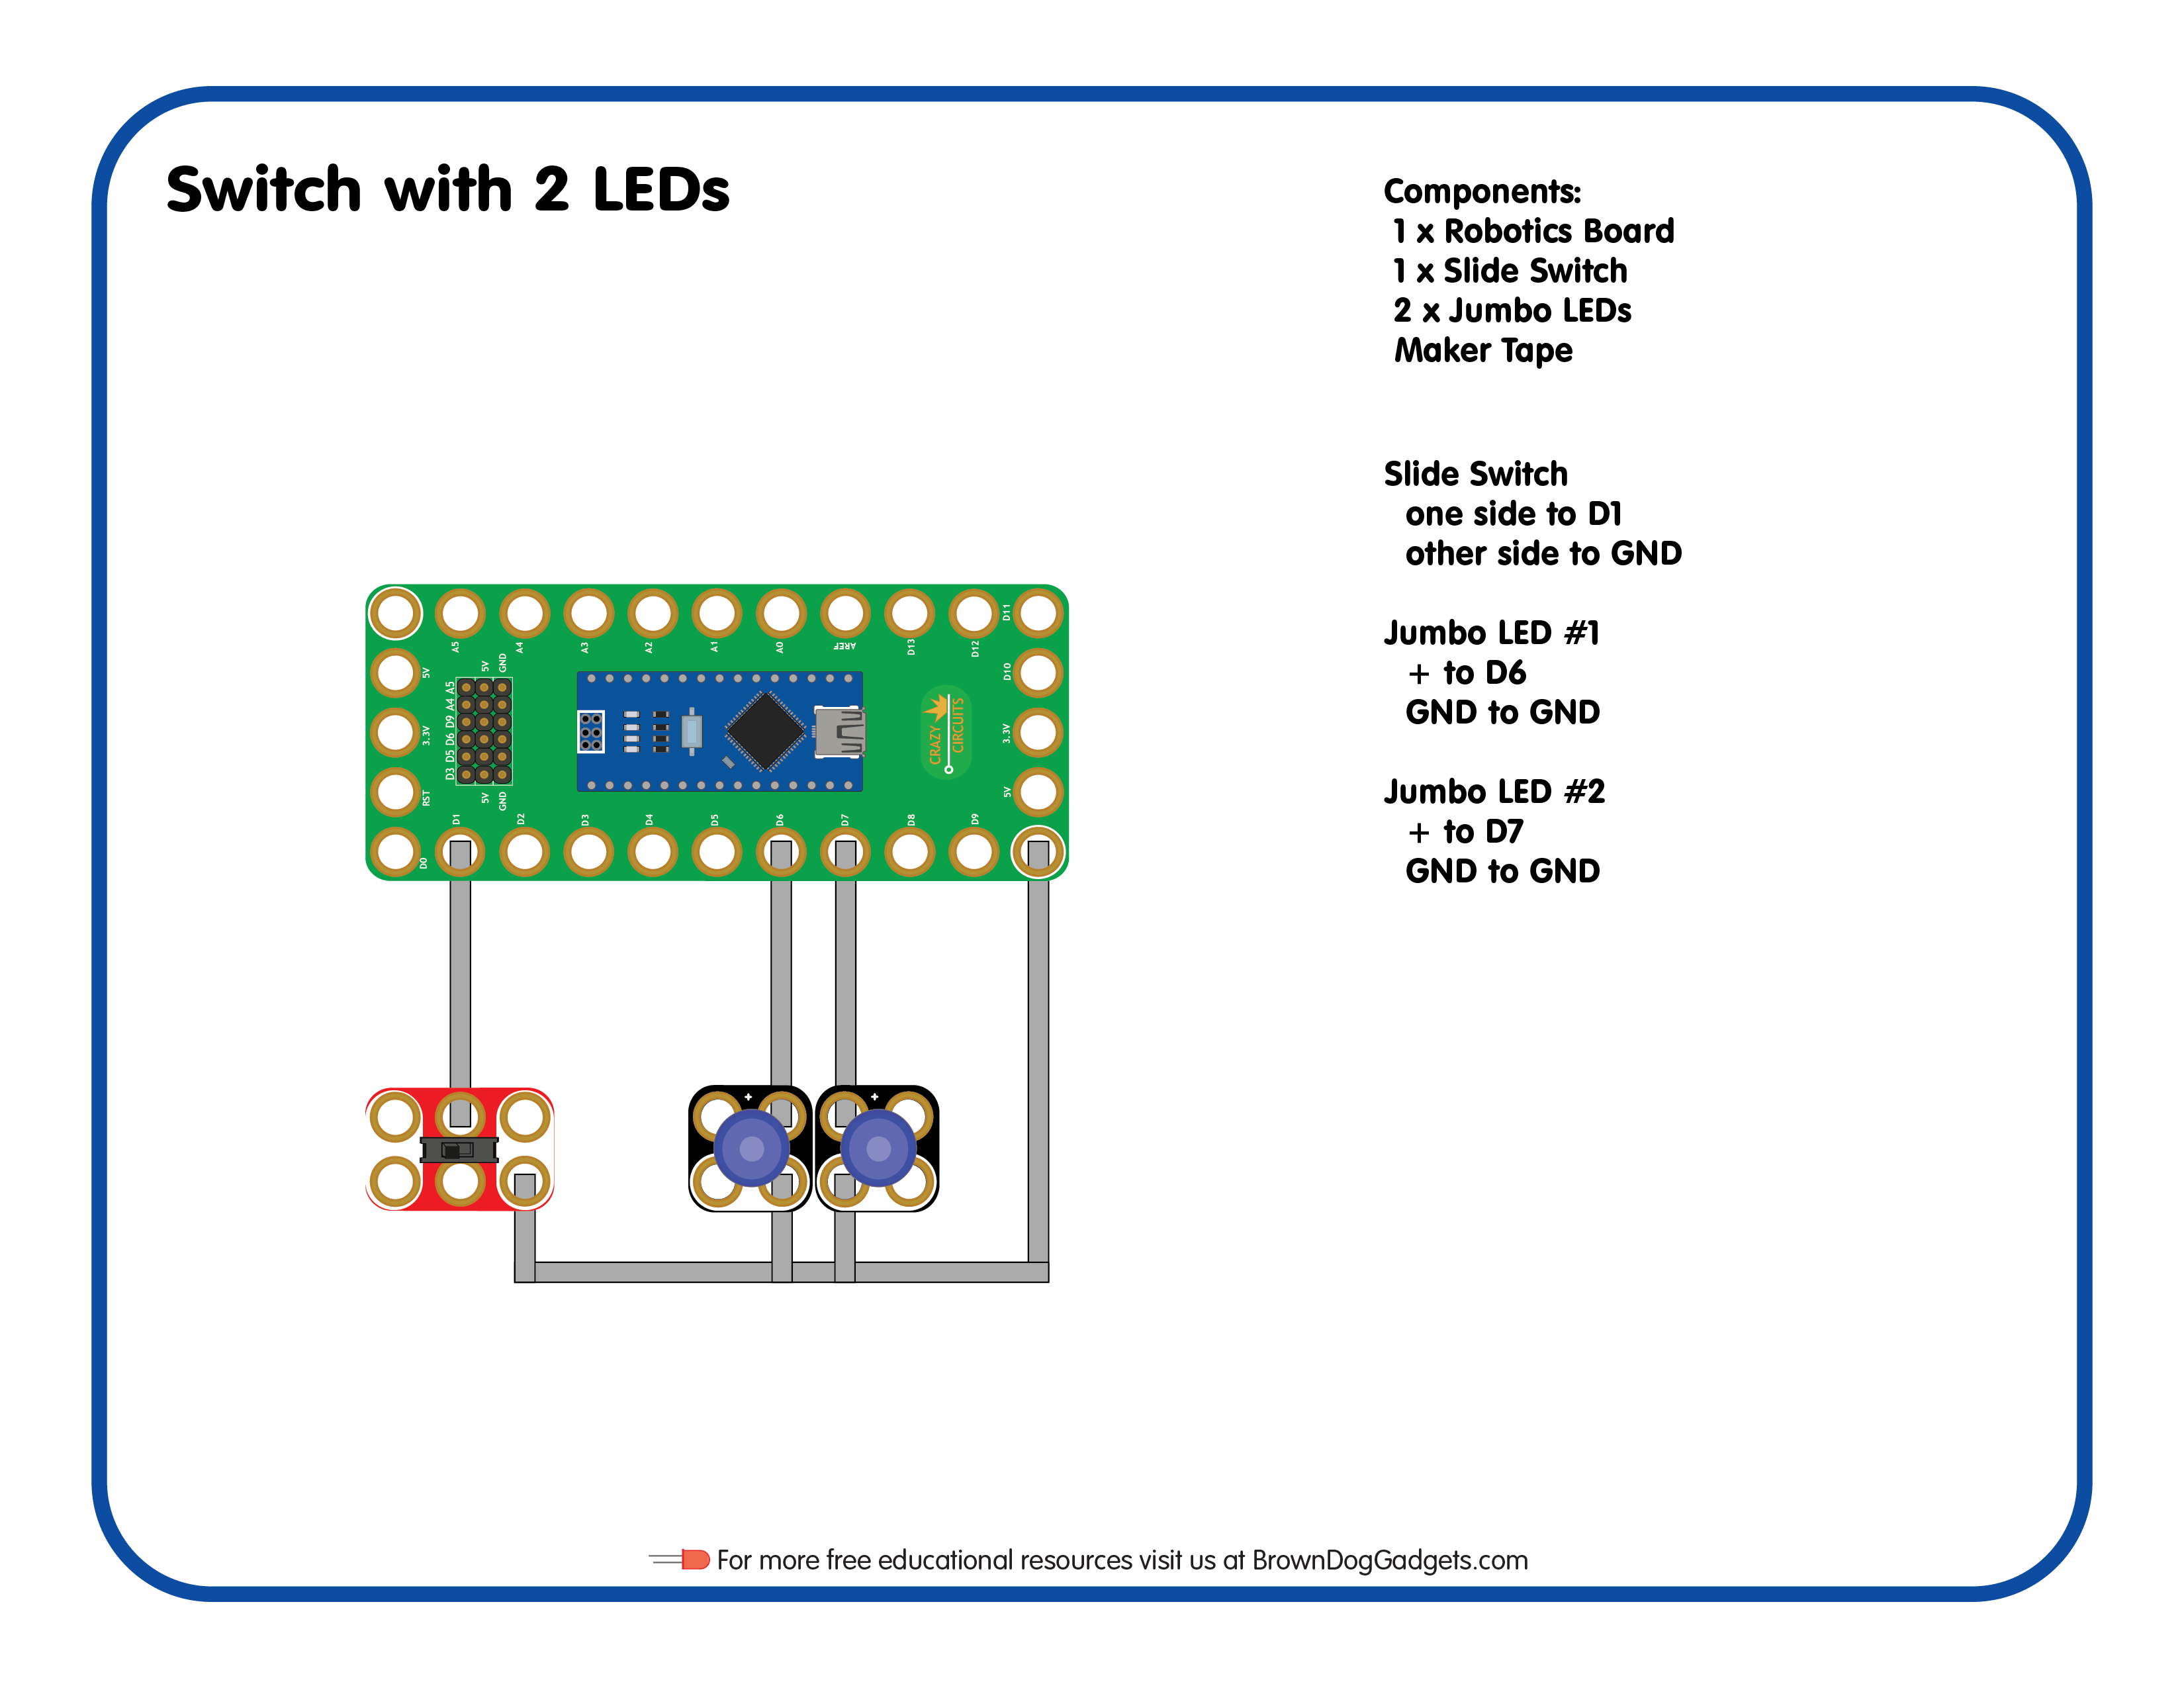 Switch with 2 LEDs
Components:
1 x Robotics Board
1 x Slide Switch
2 x Jumbo LEDs
Maker Tape
Slide Switch
one side to D1
other side to GND
Jumbo LED #1
+ to D6
GND to GND
Jumbo LED #2
+ to D7
GND to GND
A5
A4
A3
A2
A1
A0
AREF
D13
D12
D11
5V
3.3V
RST
D0
5V
GND
A5
A4
D9
D6
D5
D3
5V
GND
CRAZY
CIRCUITS
D10
3.3V
5V
D1
D2
D3
D4
D5
D6
D7
D8
D9
+
+
For more free educational resources visit us at BrownDogGadgets.com